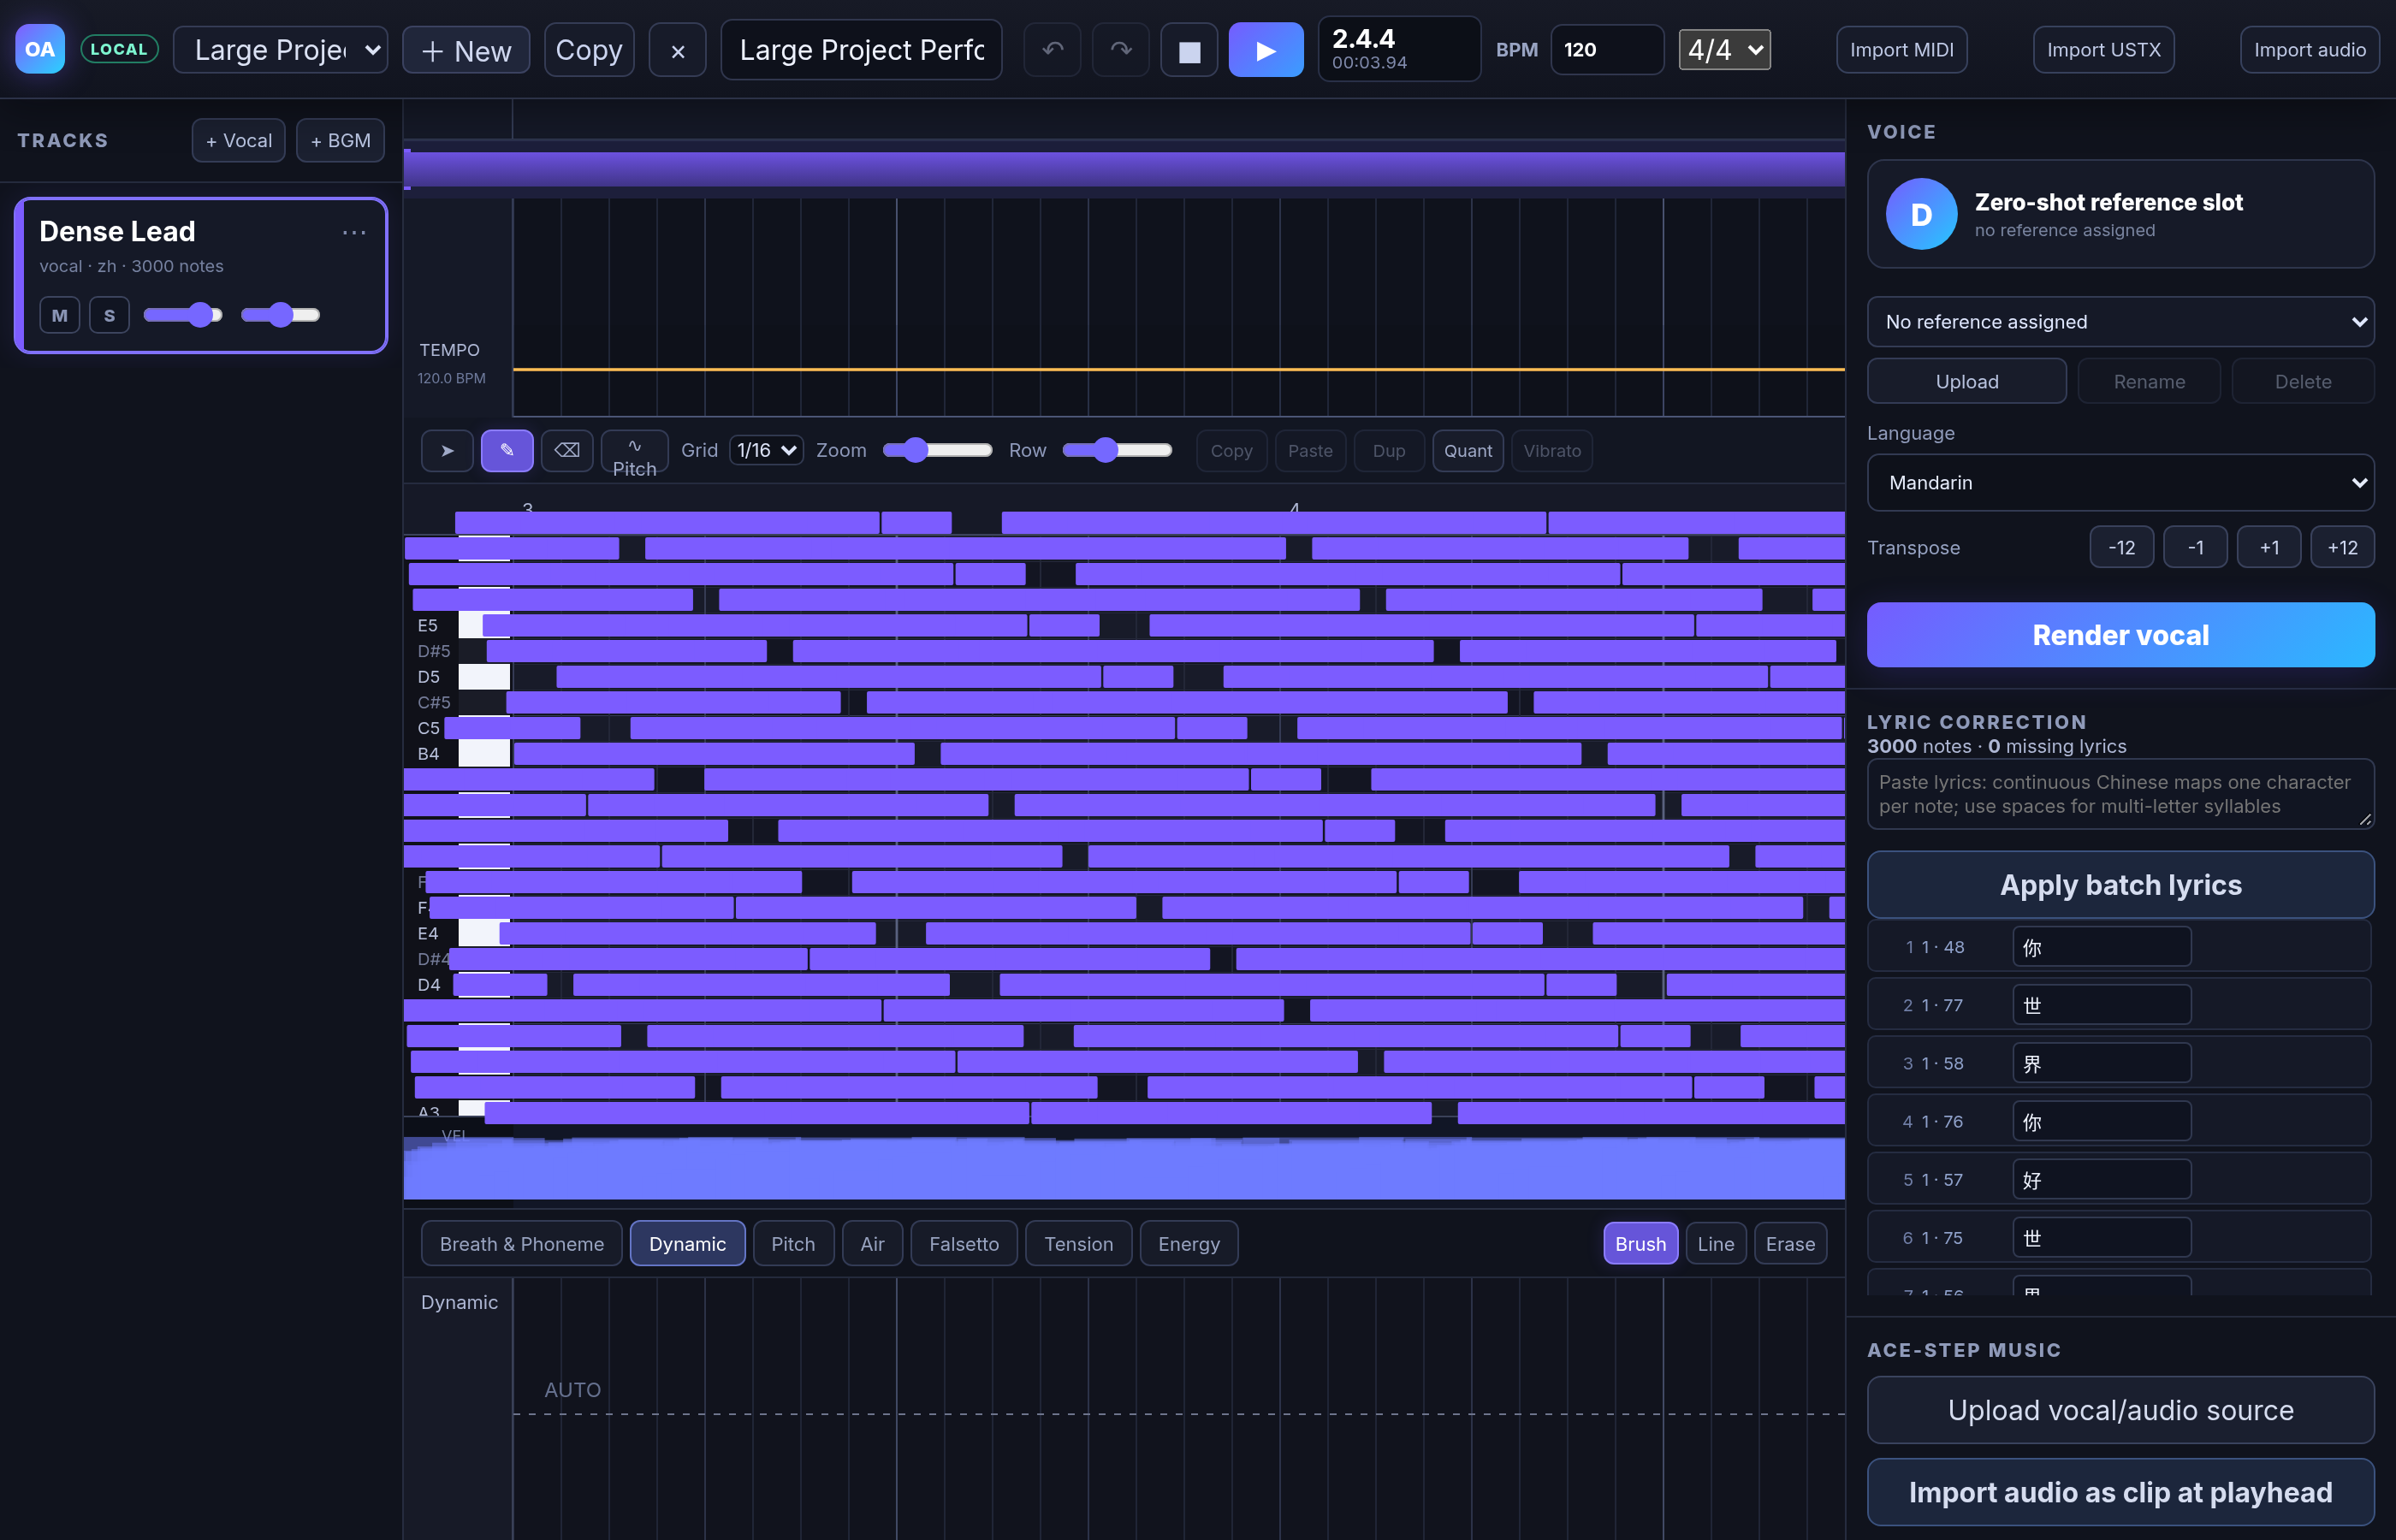 OA LOCAL Large Projec + New Copy × Large Project Perfo 2.4.4 BPM 120 4/4 Import MIDI Import USTX Import audio
00:03.94
TRACKS + Vocal + BGM
Dense Lead ...
vocal · zh · 3000 notes
M S
TEMPO
120.0 BPM
Pitch Grid 1/16 Zoom Row Copy Paste Dup Quant Vibrato
3 4
E5
D#5
D5
C#5
C5
B4
E4
D#4
D4
A3
VEL
Breath & Phoneme Dynamic Pitch Air Falsetto Tension Energy Brush Line Erase
Dynamic
AUTO
VOICE
D Zero-shot reference slot
no reference assigned
No reference assigned
Upload Rename Delete
Language
Mandarin
Transpose -12 -1 +1 +12
Render vocal
LYRIC CORRECTION
3000 notes · 0 missing lyrics
Paste lyrics: continuous Chinese maps one character
per note; use spaces for multi-letter syllables
Apply batch lyrics
1 1 · 48 你
2 1 · 77 世
3 1 · 58 界
4 1 · 76 你
5 1 · 57 好
6 1 · 75 世
7 1 · 56 界
ACE-STEP MUSIC
Upload vocal/audio source
Import audio as clip at playhead